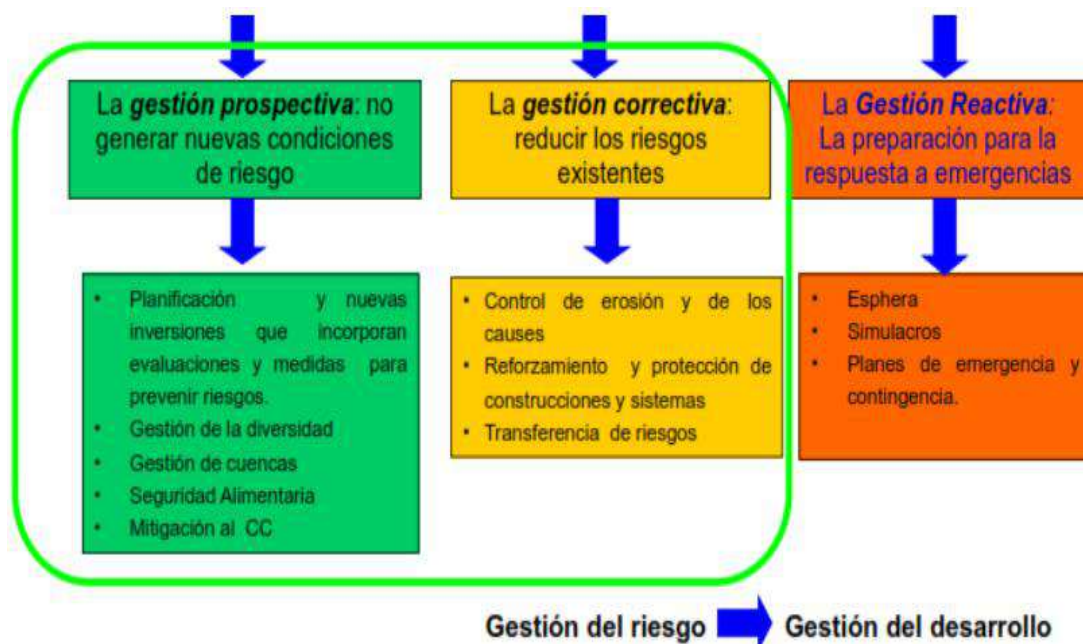 La gestión prospectiva: no
generar nuevas condiciones
de riesgo
La gestión correctiva:
reducir los riesgos
existentes
La Gestión Reactiva:
La preparación para la
respuesta a emergencias
• Planificación y nuevas
inversiones que incorporan
evaluaciones y medidas para
prevenir riesgos.
• Gestión de la diversidad
• Gestión de cuencas
• Seguridad Alimentaria
• Mitigación al CC
• Control de erosión y de los
causes
• Reforzamiento y protección de
construcciones y sistemas
• Transferencia de riesgos
• Esphera
• Simulacros
• Planes de emergencia y
contingencia.
Gestión del riesgo Gestión del desarrollo